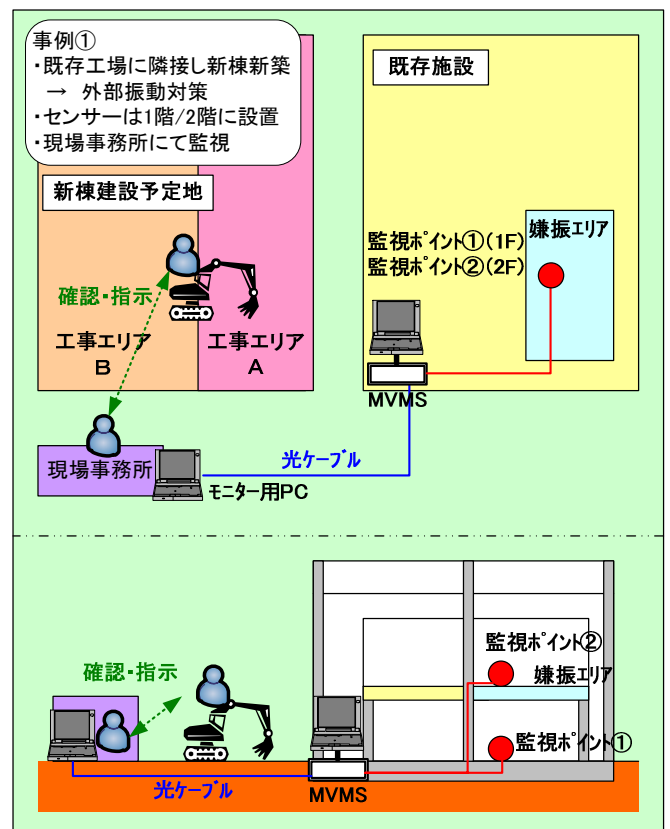 事例①
・既存工場に隣接し新棟新築
→ 外部振動対策
・センサーは1階/2階に設置
・現場事務所にて監視
新棟建設予定地
既存施設
嫌振エリア
監視ﾎﾟｲﾝﾄ①(1F)
監視ﾎﾟｲﾝﾄ②(2F)
確認・指示
工事エリア
B
工事エリア
A
MVMS
現場事務所
光ｹｰﾌﾞﾙ
ﾓﾆﾀｰ用PC
監視ﾎﾟｲﾝﾄ②
嫌振ｴﾘｱ
確認・指示
監視ﾎﾟｲﾝﾄ①
光ｹｰﾌﾞﾙ
MVMS